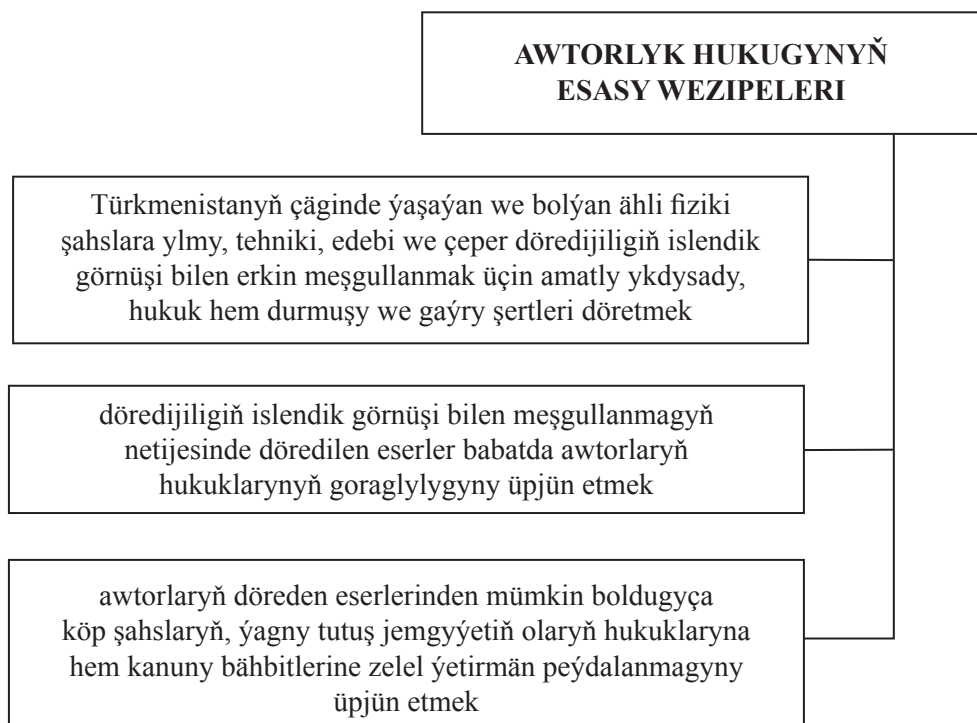 AWTORLYK HUKUGYNYŇ
ESASY WEZIPELERI
Türkmenistanyň çäginde ýaşaýan we bolýan ähli fiziki
şahslara ylmy, tehniki, edebi we çeper döredijiligiň islendik
görnüşi bilen erkin meşgullanmak üçin amatly ykdysady,
hukuk hem durmuşy we gaýry şertleri döretmek
döredijiligiň islendik görnüşi bilen meşgullanmagyň
netijesinde döredilen eserler babatda awtorlaryň
hukuklarynyň goraglylygyny üpjün etmek
awtorlaryň döreden eserlerinden mümkin boldugyça
köp şahslaryň, ýagny tutuş jemgyýetiň olaryň hukuklaryna
hem kanuny bähbitlerine zelel ýetirmän peýdalanmagyny
üpjün etmek